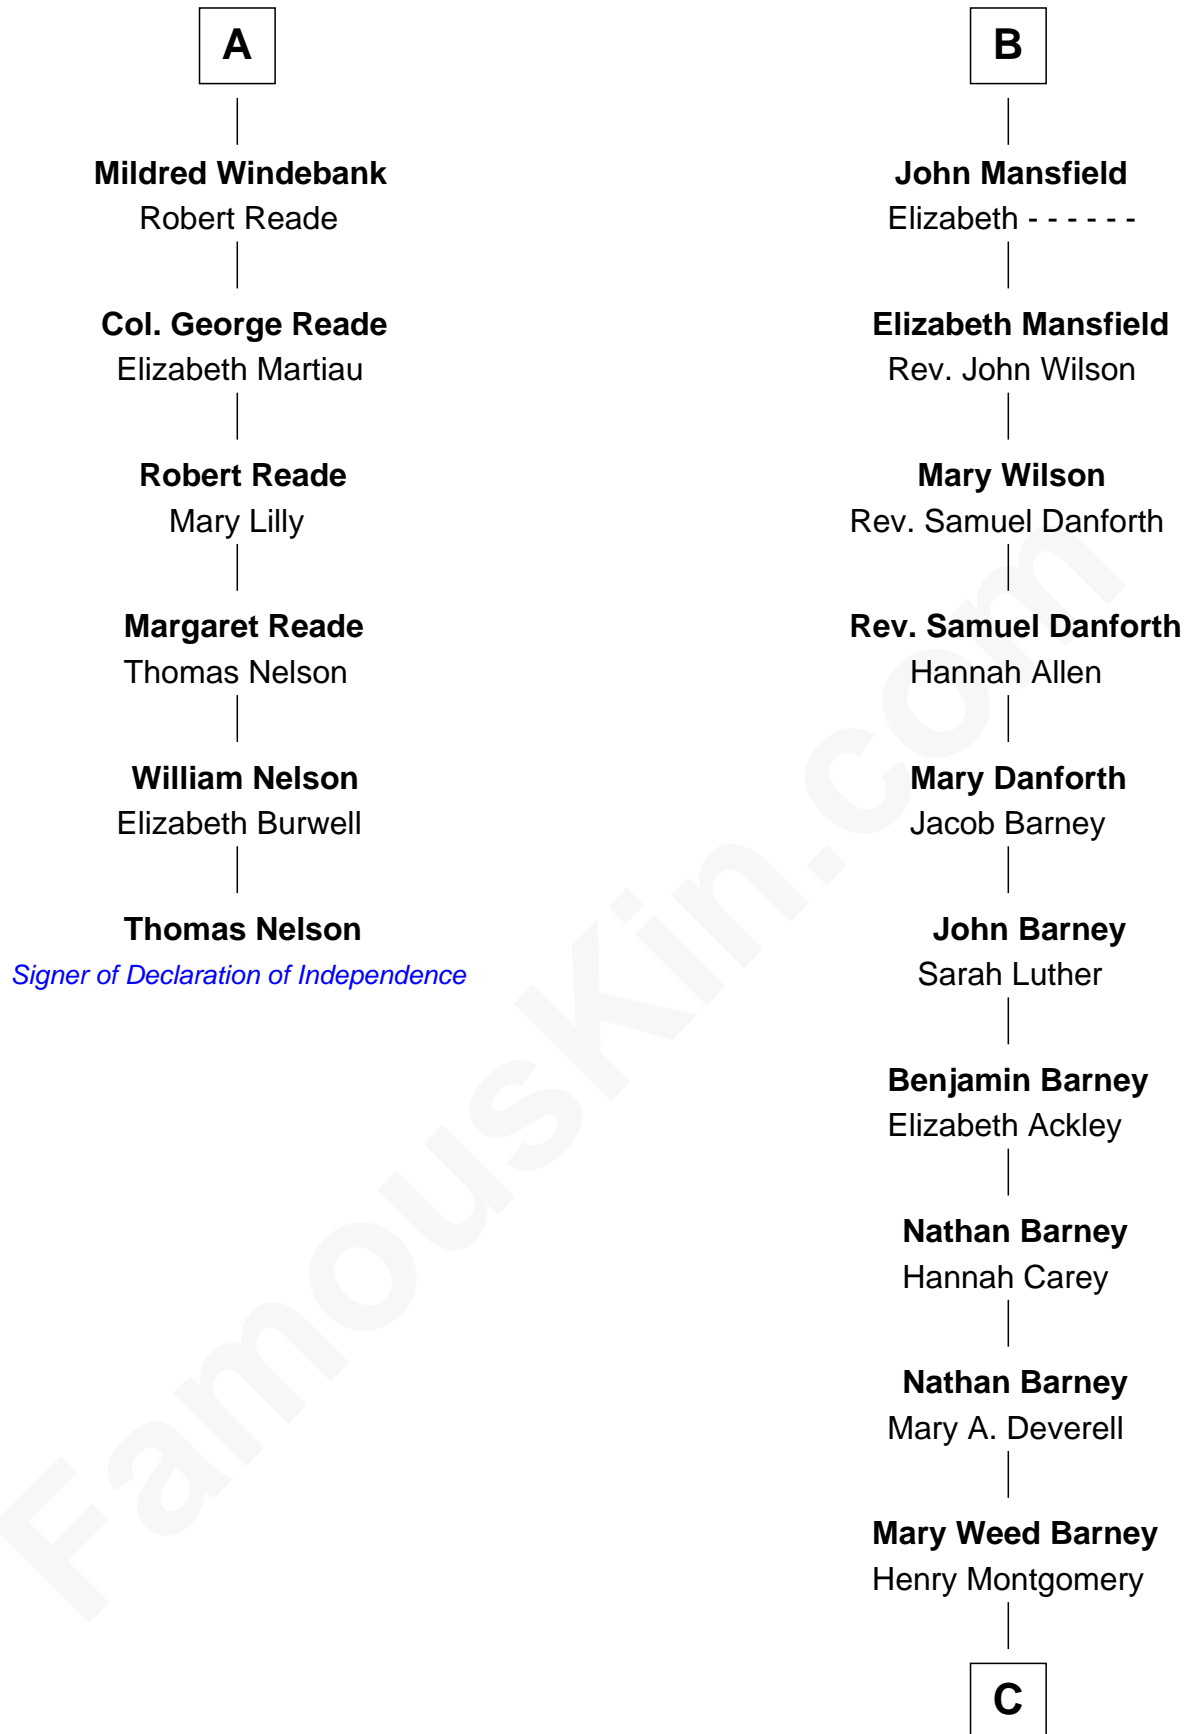 A
Mildred Windebank
Robert Reade
Col. George Reade
Elizabeth Martiau
Robert Reade
Mary Lilly
Margaret Reade
Thomas Nelson
William Nelson
Elizabeth Burwell
Thomas Nelson
Signer of Declaration of Independence
B
John Mansfield
Elizabeth - - - - - -
Elizabeth Mansfield
Rev. John Wilson
Mary Wilson
Rev. Samuel Danforth
Rev. Samuel Danforth
Hannah Allen
Mary Danforth
Jacob Barney
John Barney
Sarah Luther
Benjamin Barney
Elizabeth Ackley
Nathan Barney
Hannah Carey
Nathan Barney
Mary A. Deverell
Mary Weed Barney
Henry Montgomery
C
FamousKin.com